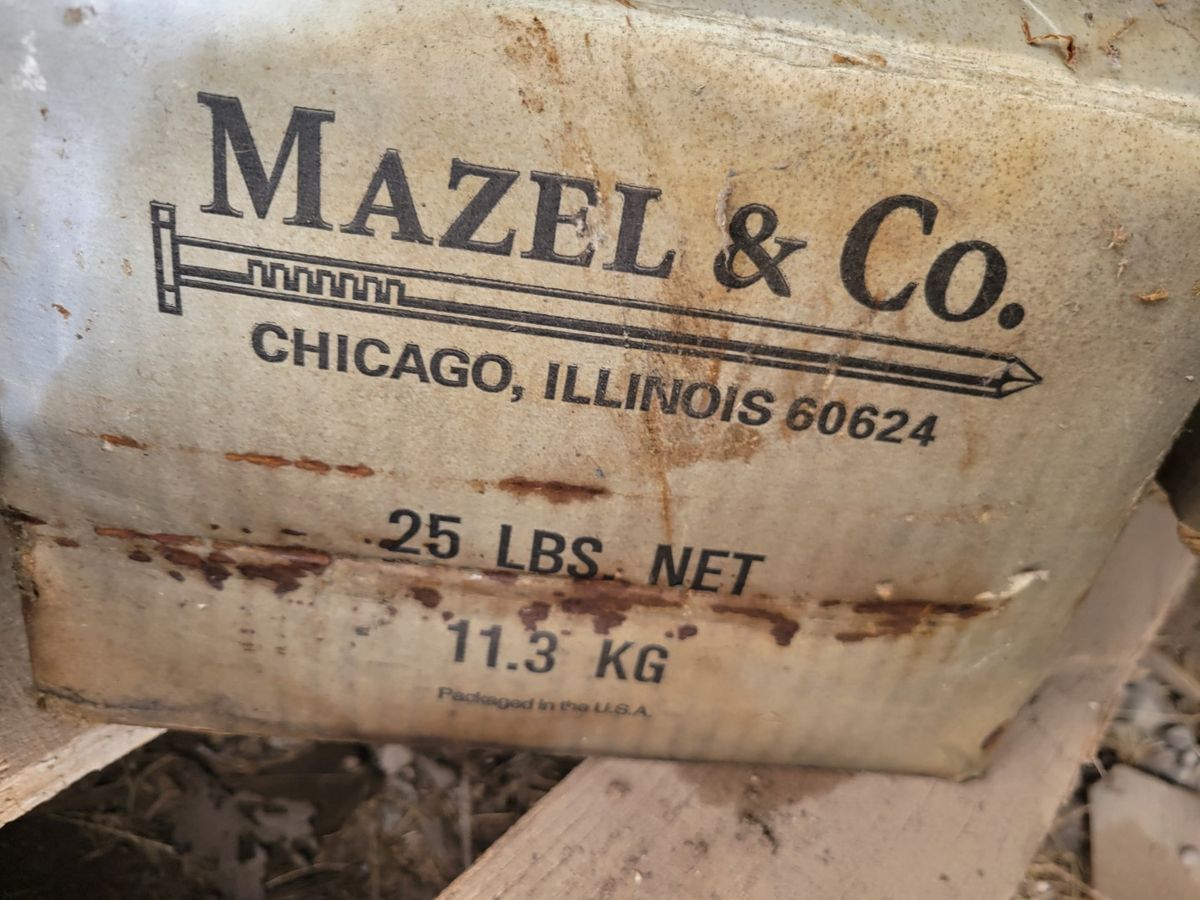 MAZEL & CO.
CHICAGO, ILLINOIS 60624
25 LBS. NET
11.3 KG
Packaged in the U.S.A.